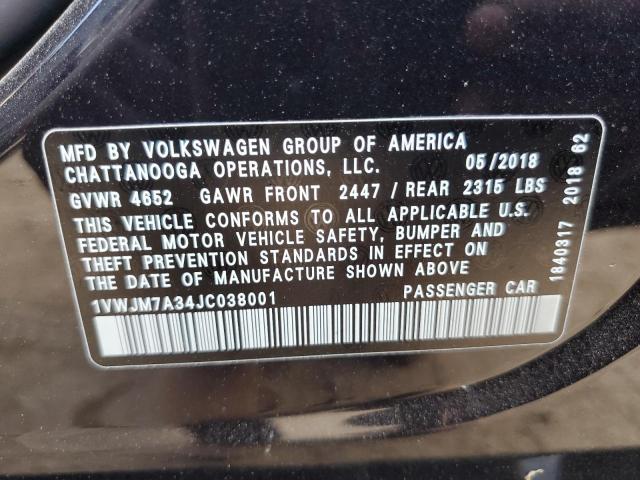 MFD BY VOLKSWAGEN GROUP OF AMERICA
CHATTANOOGA OPERATIONS, LLC. 05/2018
GVWR 4652 GAWR FRONT 2447 / REAR 2315 LBS
THIS VEHICLE CONFORMS TO ALL APPLICABLE U.S.
FEDERAL MOTOR VEHICLE SAFETY, BUMPER AND
THEFT PREVENTION STANDARDS IN EFFECT ON
THE DATE OF MANUFACTURE SHOWN ABOVE
1VWJM7A34JC038001 PASSENGER CAR
1840317 2018 62